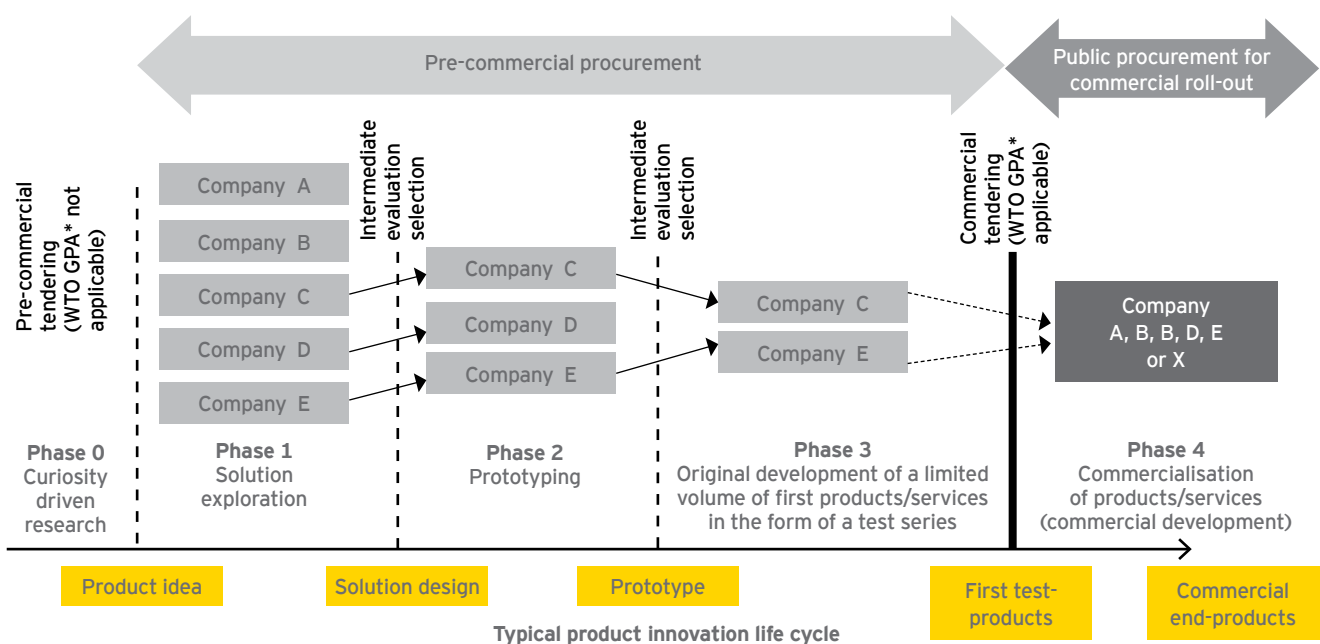 Pre-commercial procurement
Public procurement for
commercial roll-out
Pre-commercial
tendering
(WTO GPA* not
applicable)
Intermediate
evaluation
selection
Intermediate
evaluation
selection
Commercial
tendering
(WTO GPA*
applicable)
Company A
Company B
Company C
Company D
Company E
Company C
Company D
Company E
Company C
Company E
Company
A, B, B, D, E
or X
Phase 0
Curiosity
driven
research
Phase 1
Solution
exploration
Phase 2
Prototyping
Phase 3
Original development of a limited
volume of first products/services
in the form of a test series
Phase 4
Commercialisation
of products/services
(commercial development)
Product idea
Solution design
Prototype
First test-
products
Commercial
end-products
Typical product innovation life cycle